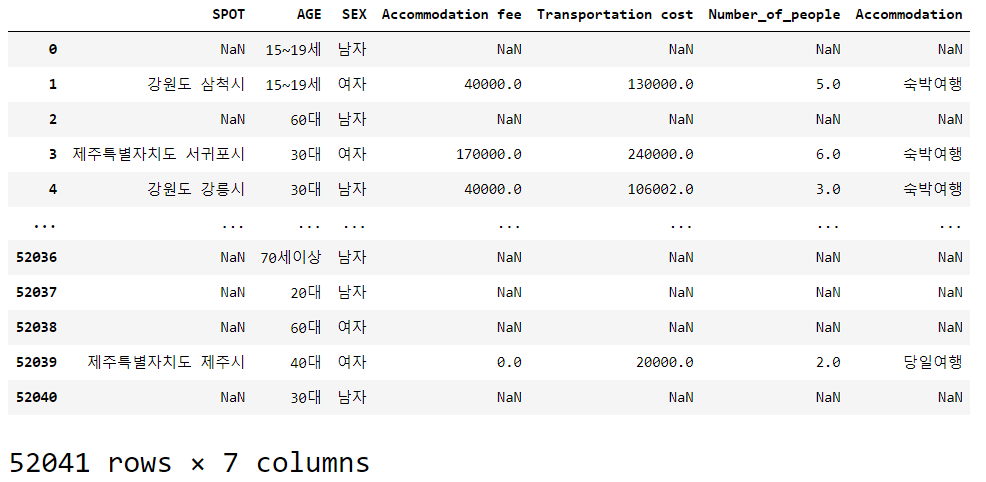 SPOT AGE SEX Accommodation fee Transportation cost Number_of_people Accommodation
0 NaN 15~19세 남자 NaN NaN NaN NaN
1 강원도 삼척시 15~19세 여자 40000.0 130000.0 5.0 숙박여행
2 NaN 60대 남자 NaN NaN NaN NaN
3 제주특별자치도 서귀포시 30대 여자 170000.0 240000.0 6.0 숙박여행
4 강원도 강릉시 30대 남자 40000.0 106002.0 3.0 숙박여행
... ... ... ... ... ... ... ...
52036 NaN 70세이상 남자 NaN NaN NaN NaN
52037 NaN 20대 남자 NaN NaN NaN NaN
52038 NaN 60대 여자 NaN NaN NaN NaN
52039 제주특별자치도 제주시 40대 여자 0.0 20000.0 2.0 당일여행
52040 NaN 30대 남자 NaN NaN NaN NaN
52041 rows × 7 columns